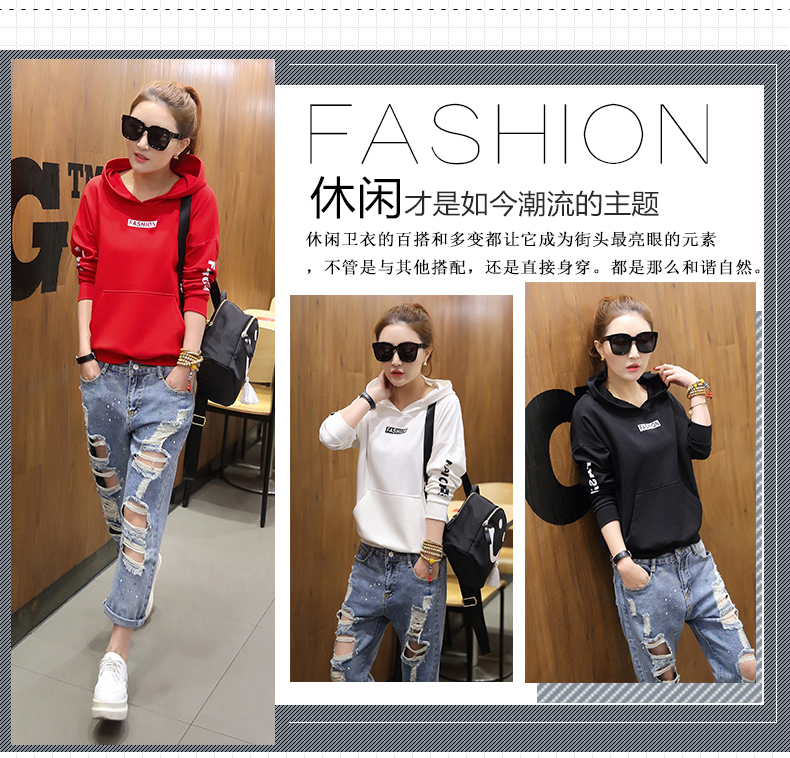 FASHION
休闲才是如今潮流的主题
休闲卫衣的百搭和多变都让它成为街头最亮眼的元素
，不管是与其他搭配，还是直接身穿。都是那么和谐自然。
G TM
FASHION
FASHION
FASHION